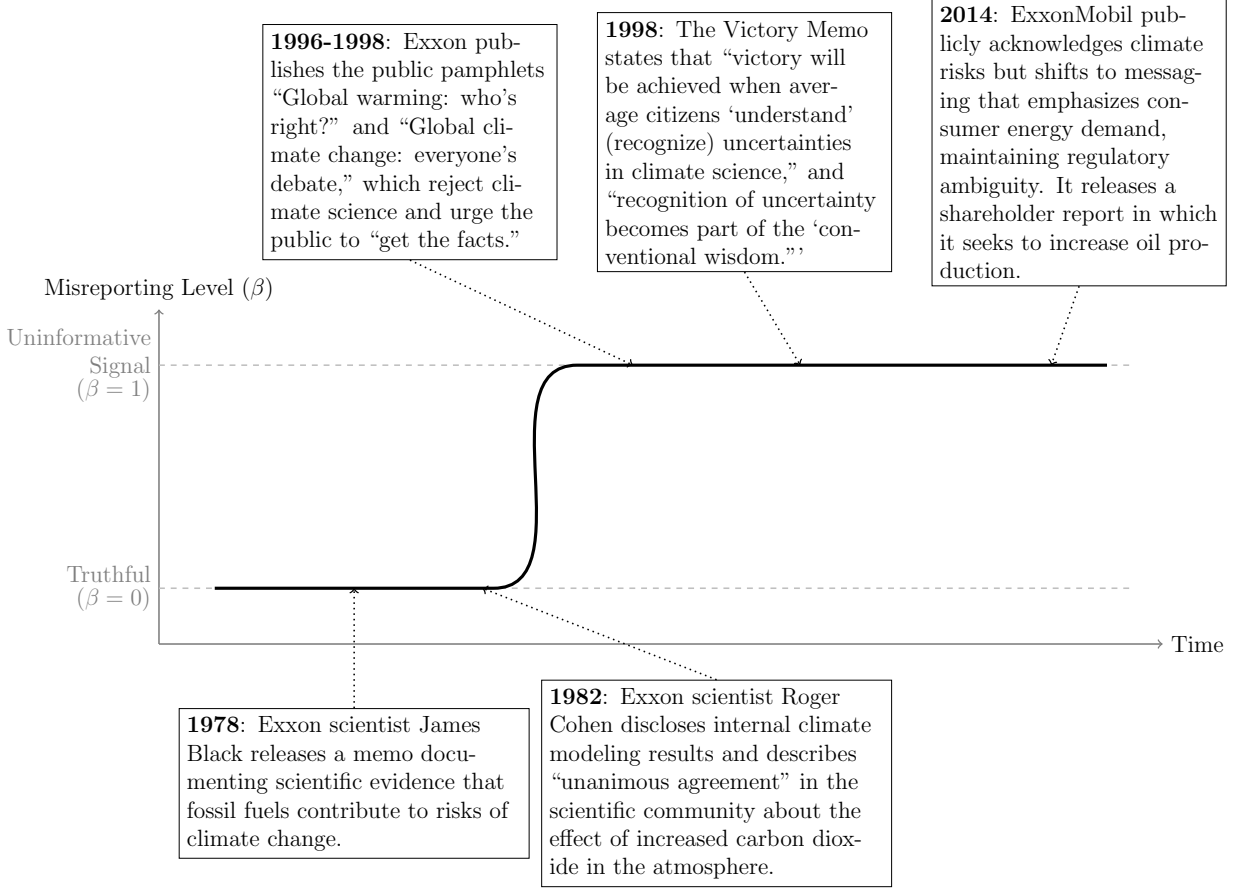 1996-1998: Exxon pub-
lishes the public pamphlets
“Global warming: who’s
right?” and “Global cli-
mate change: everyone’s
debate,” which reject cli-
mate science and urge the
public to “get the facts.”
1998: The Victory Memo
states that “victory will
be achieved when aver-
age citizens ‘understand’
(recognize) uncertainties
in climate science,” and
“recognition of uncertainty
becomes part of the ‘con-
ventional wisdom.”’
2014: ExxonMobil pub-
licly acknowledges climate
risks but shifts to messag-
ing that emphasizes con-
sumer energy demand,
maintaining regulatory
ambiguity. It releases a
shareholder report in which
it seeks to increase oil pro-
duction.
Misreporting Level (β)
Uninformative
Signal
(β = 1)
Truthful
(β = 0)
Time
1978: Exxon scientist James
Black releases a memo docu-
menting scientific evidence that
fossil fuels contribute to risks of
climate change.
1982: Exxon scientist Roger
Cohen discloses internal climate
modeling results and describes
“unanimous agreement” in the
scientific community about the
effect of increased carbon diox-
ide in the atmosphere.